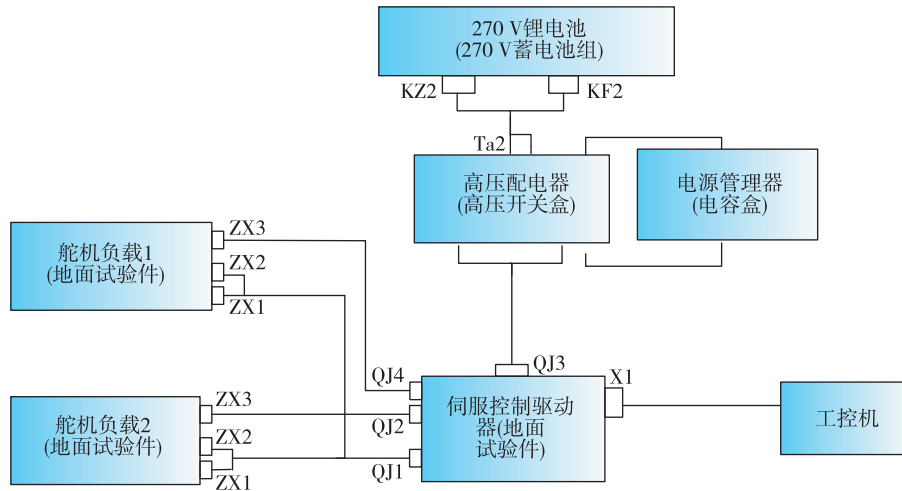 270 V锂电池
(270 V蓄电池组)
KZ2
KF2
Ta2
高压配电器
(高压开关盒)
电源管理器
(电容盒)
舵机负载1
(地面试验件)
ZX3
ZX2
ZX1
舵机负载2
(地面试验件)
ZX3
ZX2
ZX1
QJ4
QJ2
QJ1
QJ3
X1
伺服控制驱动
器(地面
试验件)
工控机